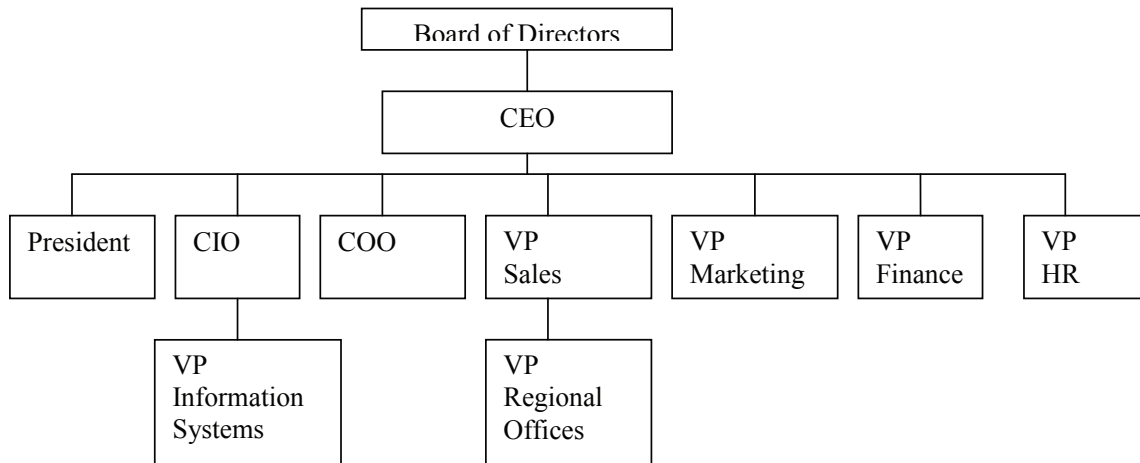 Board of Directors
CEO
President
CIO
COO
VP
Sales
VP
Marketing
VP
Finance
VP
HR
VP
Information
Systems
VP
Regional
Offices